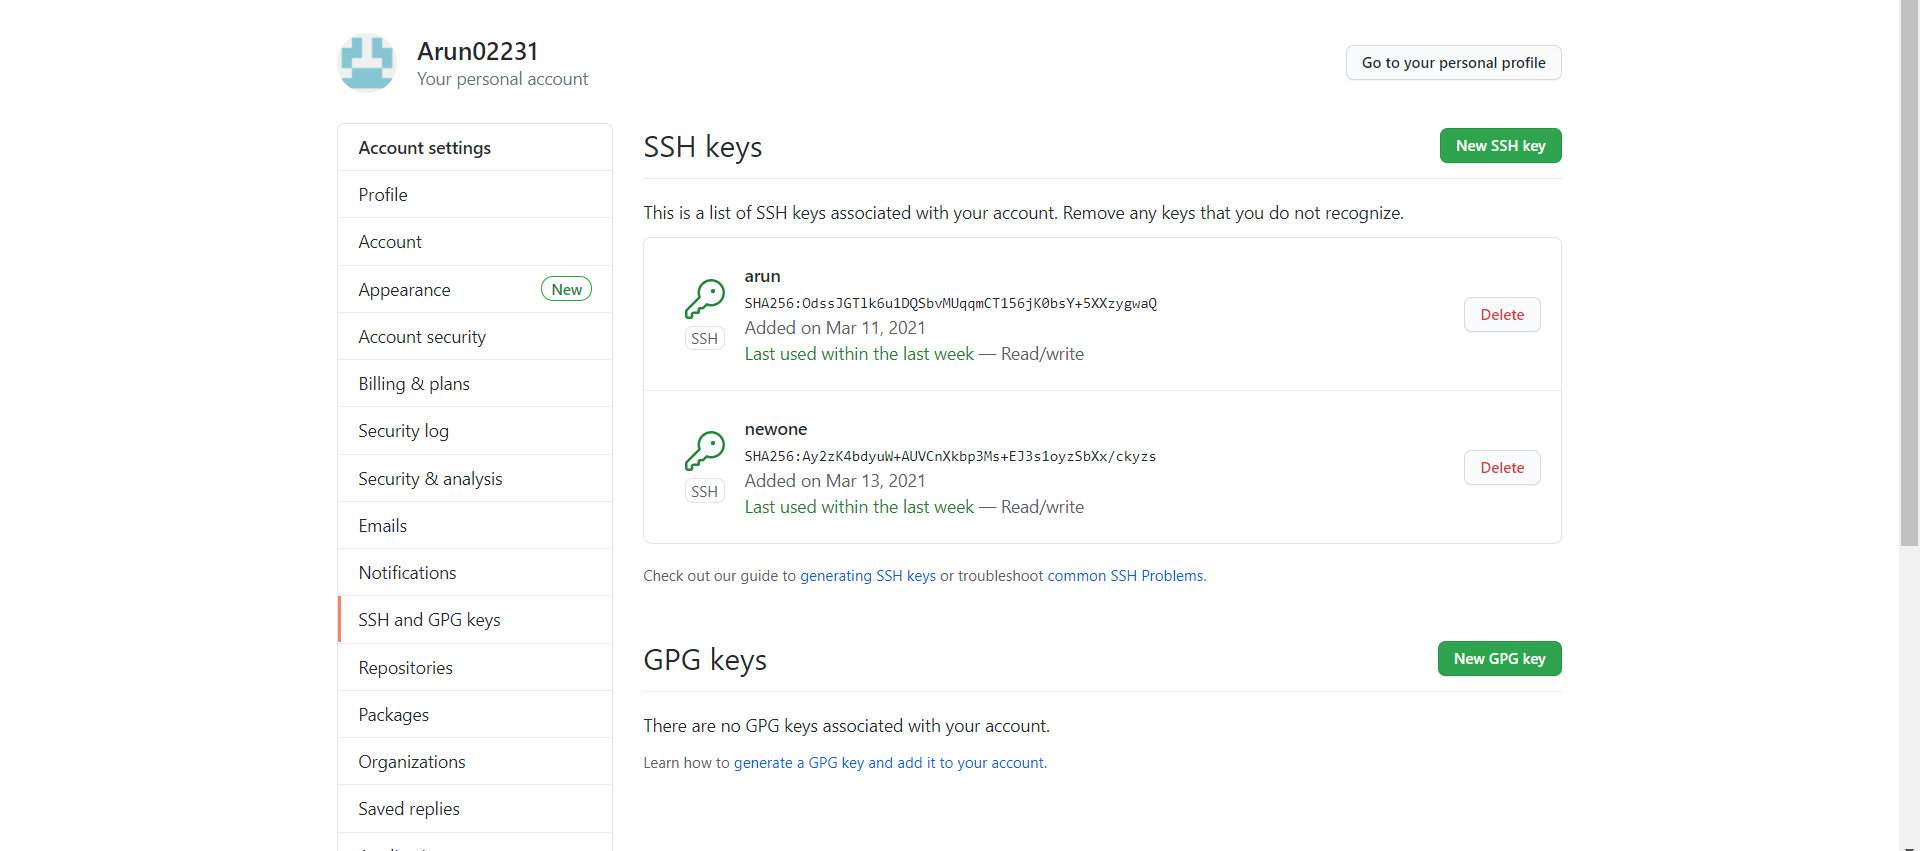 Arun02231
Your personal account
Go to your personal profile
Account settings
Profile
Account
Appearance New
Account security
Billing & plans
Security log
Security & analysis
Emails
Notifications
SSH and GPG keys
Repositories
Packages
Organizations
Saved replies
SSH keys
New SSH key
This is a list of SSH keys associated with your account. Remove any keys that you do not recognize.
arun
SHA256:OdssJGTlk6u1DQSbvMUqqmCT156jK0bsY+5XXzygwaQ
Added on Mar 11, 2021
Last used within the last week — Read/write
SSH
Delete
newone
SHA256:Ay2zK4bdyuW+AUVCnXkbp3Ms+EJ3s1oyzSbXx/ckyzs
Added on Mar 13, 2021
Last used within the last week — Read/write
SSH
Delete
Check out our guide to generating SSH keys or troubleshoot common SSH Problems.
GPG keys
New GPG key
There are no GPG keys associated with your account.
Learn how to generate a GPG key and add it to your account.